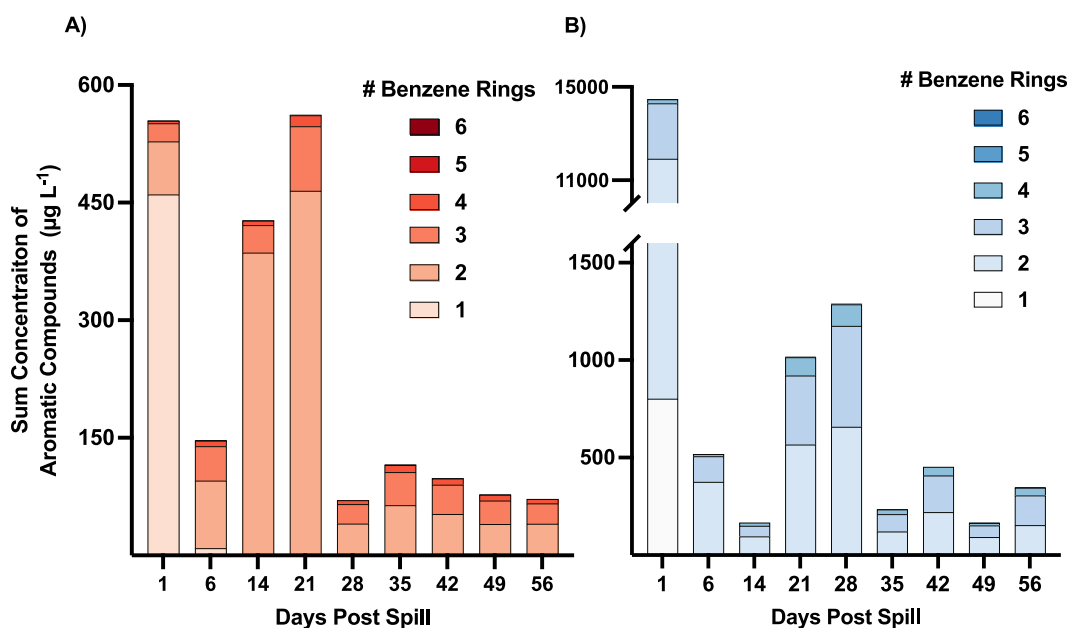 A)
Sum Concentraiton of
Aromatic Compounds (µg L-1)
600
450
300
150
# Benzene Rings
6
5
4
3
2
1
1 6 14 21 28 35 42 49 56
Days Post Spill
B)
15000
11000
1500
1000
500
# Benzene Rings
6
5
4
3
2
1
1 6 14 21 28 35 42 49 56
Days Post Spill